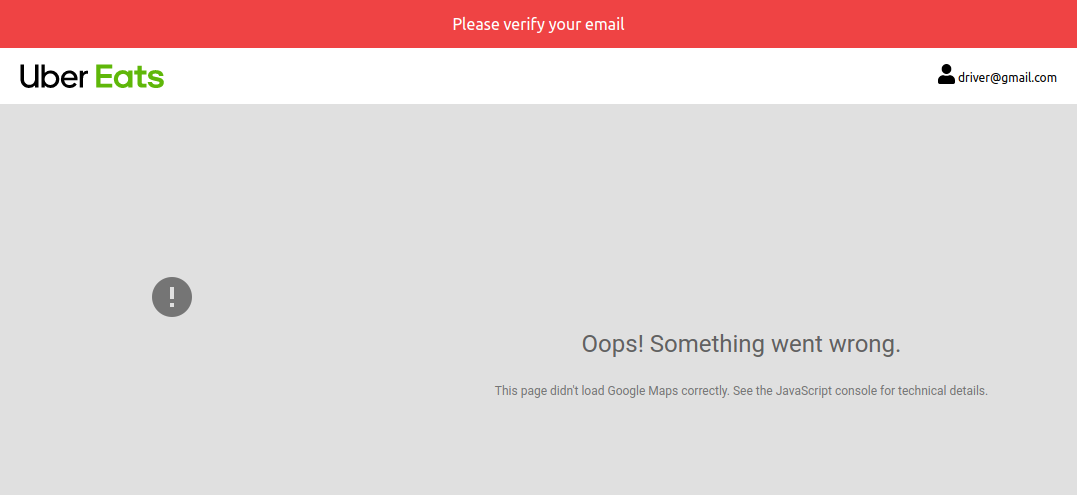 Please verify your email
Uber Eats
driver@gmail.com
Oops! Something went wrong.
This page didn't load Google Maps correctly. See the JavaScript console for technical details.